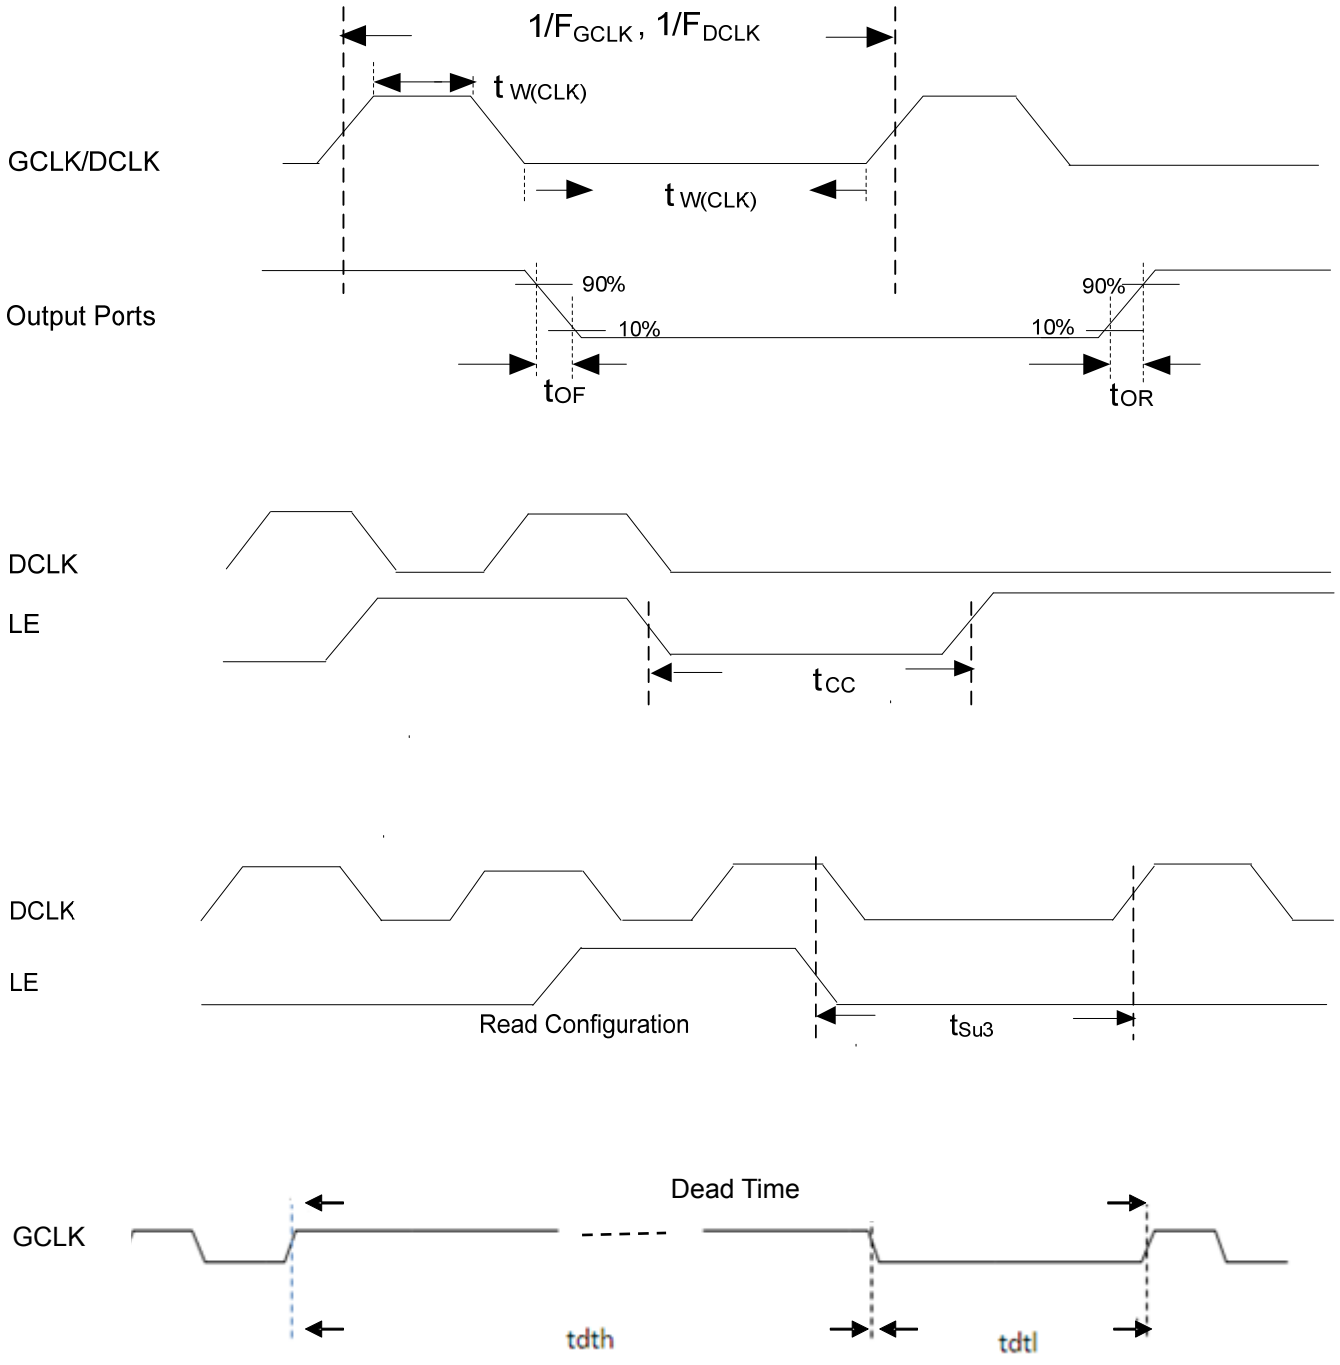 1/FGCLK , 1/FDCLK
t W(CLK)
GCLK/DCLK
t W(CLK)
90%
90%
Output Ports
10%
10%
tOF
tOR
DCLK
LE
tCC
DCLK
LE
Read Configuration
tSu3
Dead Time
GCLK
tdth
tdtl